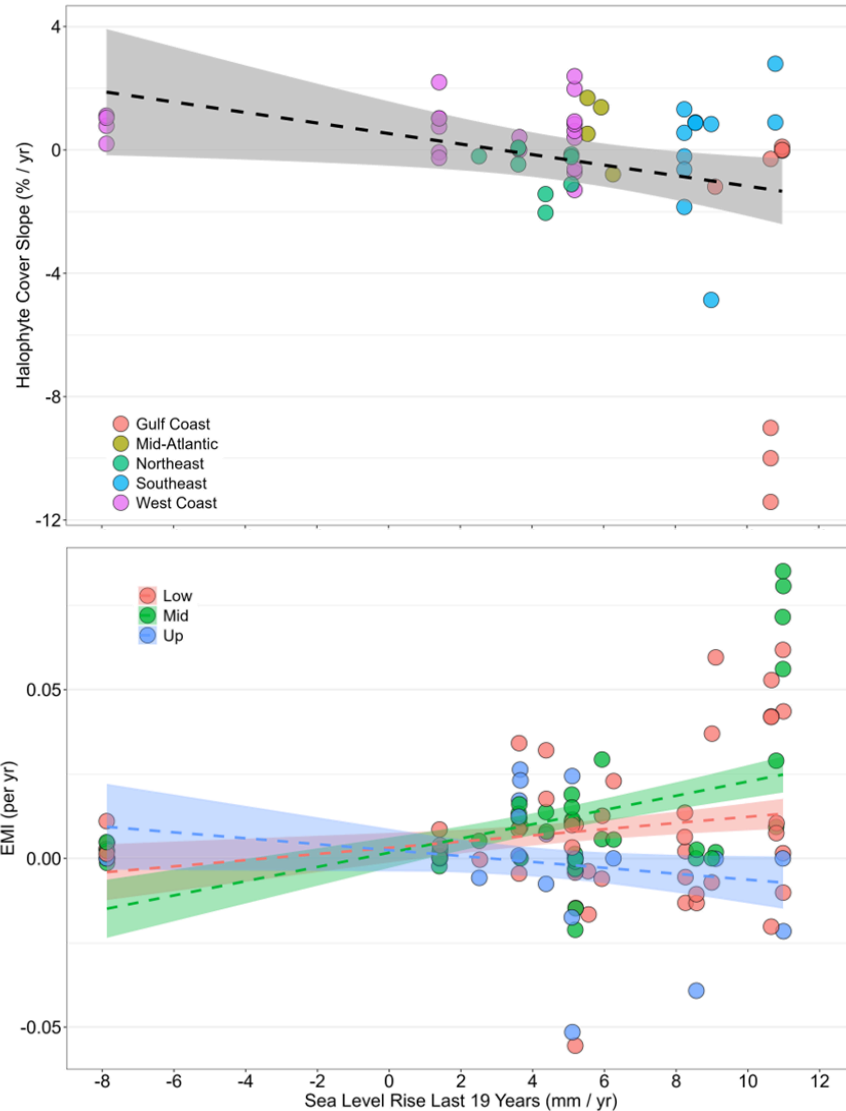 4
0
-4
-8
-12
Halophyte Cover Slope (% / yr)
Gulf Coast
Mid-Atlantic
Northeast
Southeast
West Coast
Low
Mid
Up
0.05
0.00
-0.05
EMI (per yr)
-8 -6 -4 -2 0 2 4 6 8 10 12
Sea Level Rise Last 19 Years (mm / yr)